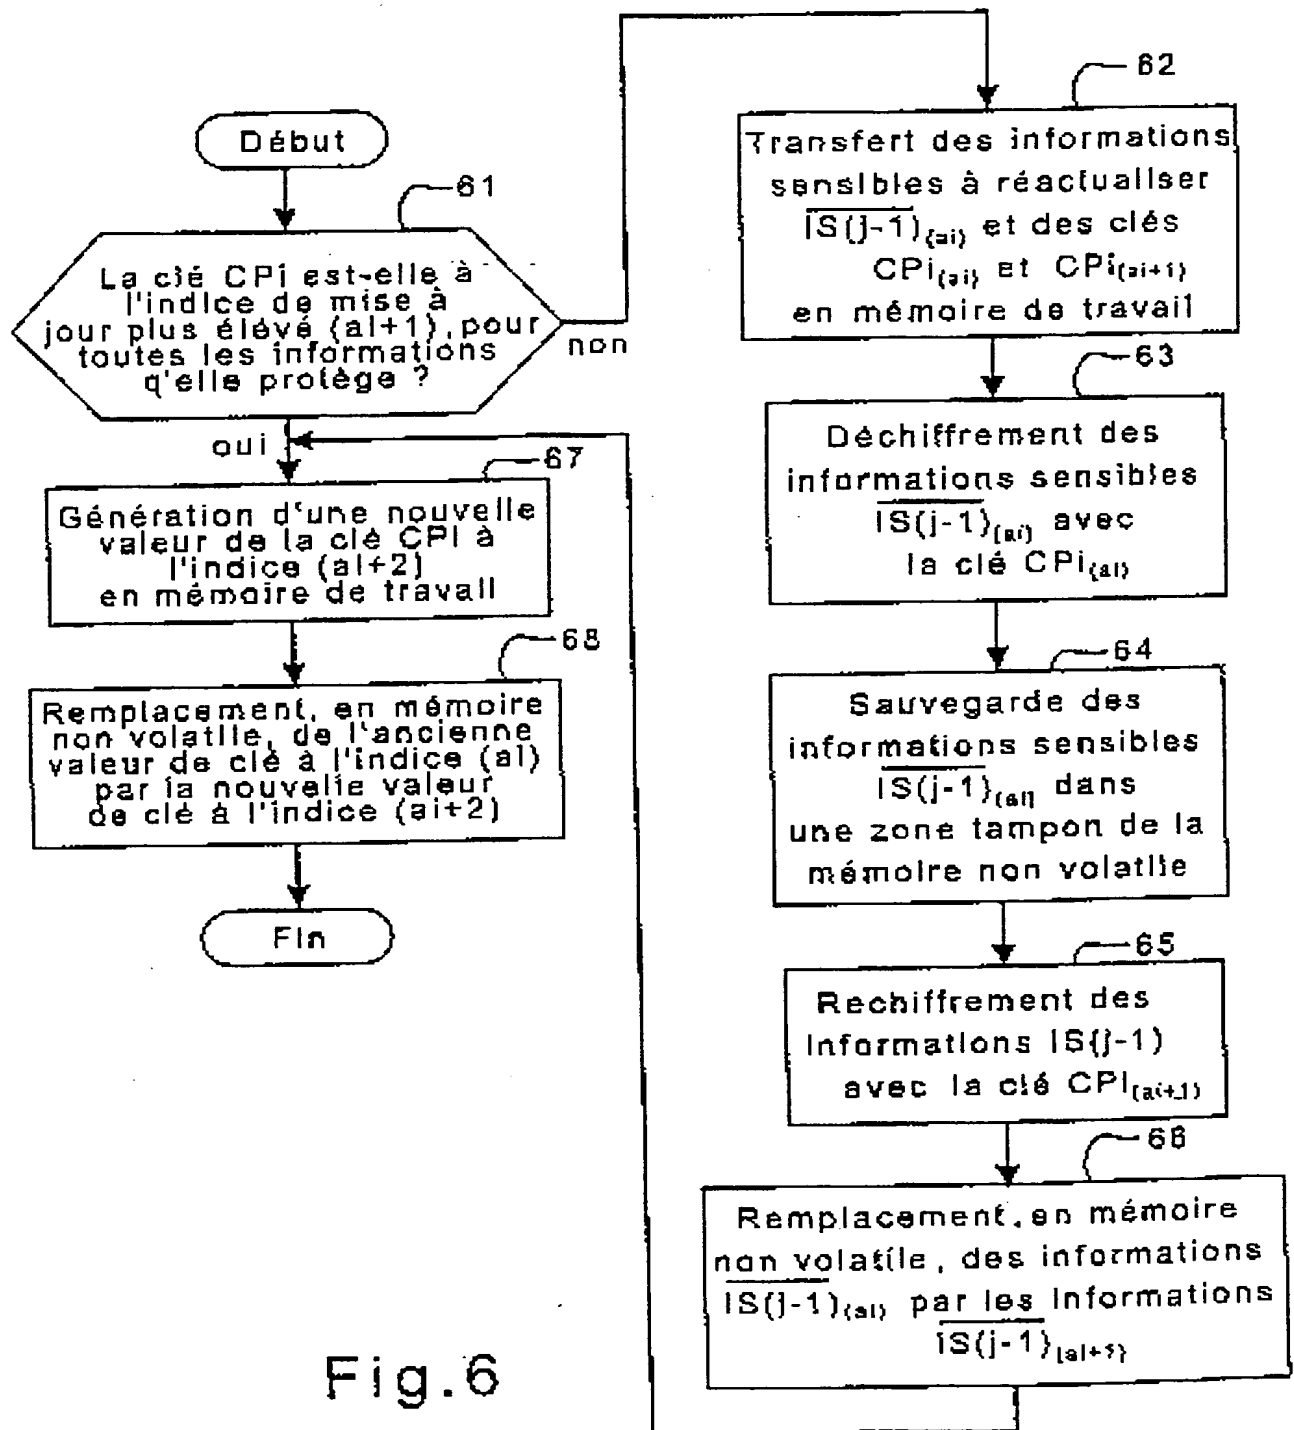 Début
61
La clé CPi est-elle à
l'indice de mise à
jour plus élévé (ai+1), pour
toutes les informations
qu'elle protège ?
non
oui
67
Génération d'une nouvelle
valeur de la clé CPi à
l'indice (ai+2)
en mémoire de travail
68
Remplacement, en mémoire
non volatile, de l'ancienne
valeur de clé à l'indice (ai)
par la nouvelle valeur
de clé à l'indice (ai+2)
Fin
62
Transfert des informations
sensibles à réactualiser
IS(j-1)(ai) et des clés
CPi(ai) et CPi(ai+1)
en mémoire de travail
63
Déchiffrement des
informations sensibles
IS(j-1)(ai) avec
la clé CPi(ai)
64
Sauvegarde des
informations sensibles
IS(j-1)(ai) dans
une zone tampon de la
mémoire non volatile
65
Rechiffrement des
informations IS(j-1)
avec la clé CPi(ai+1)
66
Remplacement, en mémoire
non volatile, des informations
IS(j-1)(ai) par les informations
IS(j-1)(ai+1)
Fig.6